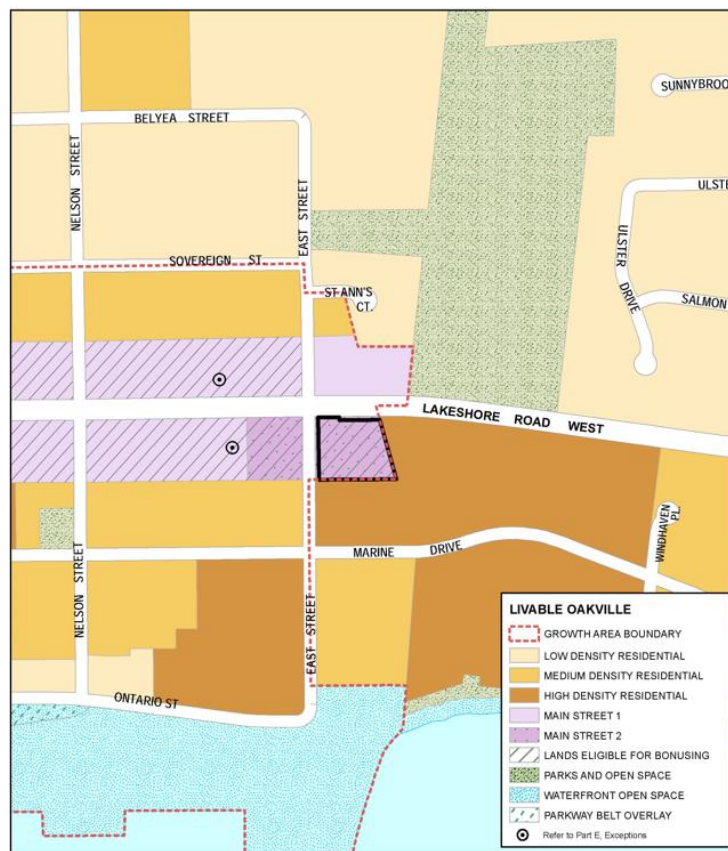 SUNNYBROO
BELYEA STREET
NELSON STREET
EAST STREET
ULSTE
ULSTER
DRIVE
SOVEREIGN ST
ST ANN'S
CT.
SALMON
LAKESHORE ROAD WEST
WINDHAVEN
PL.
MARINE DRIVE
NELSON STREET
EAST STREET
ONTARIO ST
LIVABLE OAKVILLE
GROWTH AREA BOUNDARY
LOW DENSITY RESIDENTIAL
MEDIUM DENSITY RESIDENTIAL
HIGH DENSITY RESIDENTIAL
MAIN STREET 1
MAIN STREET 2
LANDS ELIGIBLE FOR BONUSING
PARKS AND OPEN SPACE
WATERFRONT OPEN SPACE
PARKWAY BELT OVERLAY
Refer to Part E, Exceptions